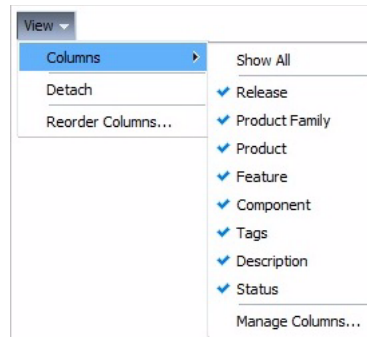 View
Columns
Show All
Detach
Release
Reorder Columns...
Product Family
Product
Feature
Component
Tags
Description
Status
Manage Columns...